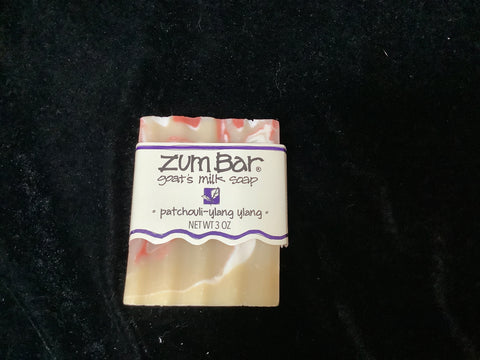 zum Bar®
goat's milk soap
• patchouli-ylang ylang •
NET WT 3 OZ